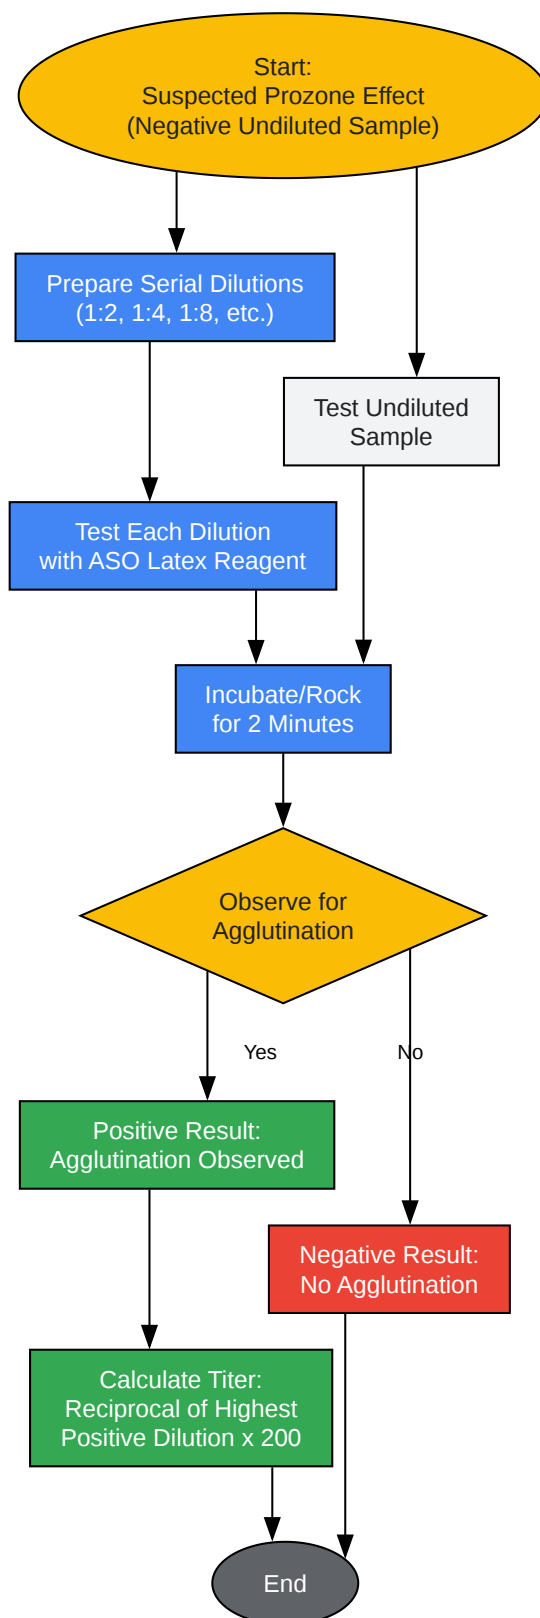 Start:
Suspected Prozone Effect
(Negative Undiluted Sample)
Prepare Serial Dilutions
(1:2, 1:4, 1:8, etc.)
Test Undiluted
Sample
Test Each Dilution
with ASO Latex Reagent
Incubate/Rock
for 2 Minutes
Observe for
Agglutination
Yes
No
Positive Result:
Agglutination Observed
Negative Result:
No Agglutination
Calculate Titer:
Reciprocal of Highest
Positive Dilution x 200
End